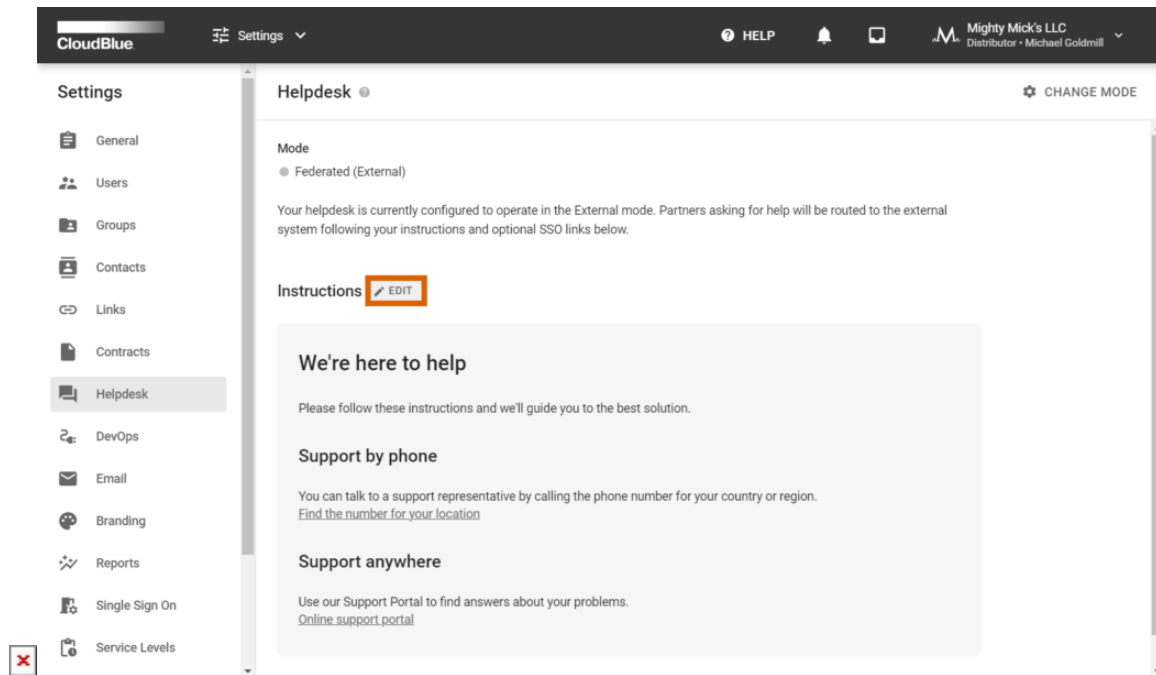 CloudBlue
Settings
HELP
Mighty Mick's LLC
Distributor • Michael Goldmill
Settings
General
Users
Groups
Contacts
Links
Contracts
Helpdesk
DevOps
Email
Branding
Reports
Single Sign On
Service Levels
Helpdesk
CHANGE MODE
Mode
Federated (External)
Your helpdesk is currently configured to operate in the External mode. Partners asking for help will be routed to the external
system following your instructions and optional SSO links below.
Instructions EDIT
We're here to help
Please follow these instructions and we'll guide you to the best solution.
Support by phone
You can talk to a support representative by calling the phone number for your country or region.
Find the number for your location
Support anywhere
Use our Support Portal to find answers about your problems.
Online support portal